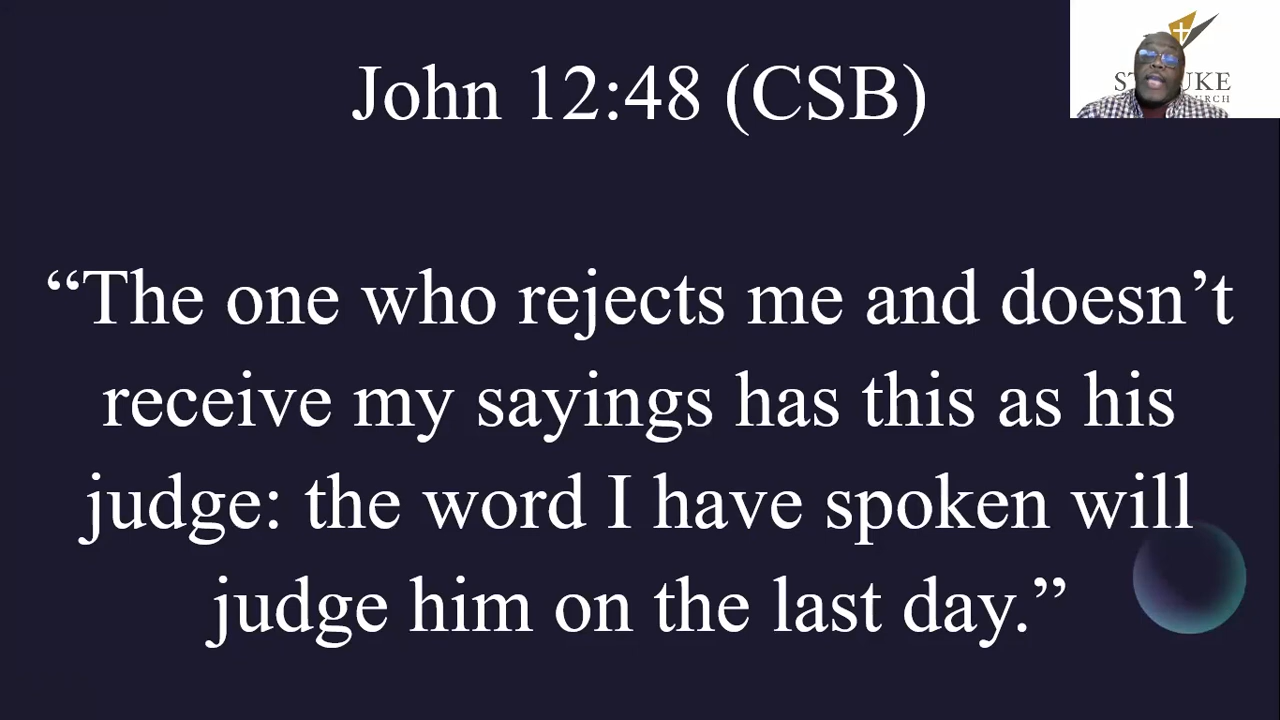 John 12:48 (CSB)
“The one who rejects me and doesn’t
receive my sayings has this as his
judge: the word I have spoken will
judge him on the last day.”